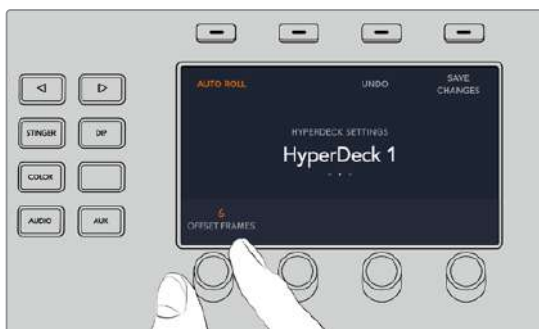 AUTO ROLL
UNDO
SAVE
CHANGES
STINGER
DIP
HYPERDECK SETTINGS
HyperDeck 1
COLOR
AUDIO
AUX
6
OFFSET FRAMES